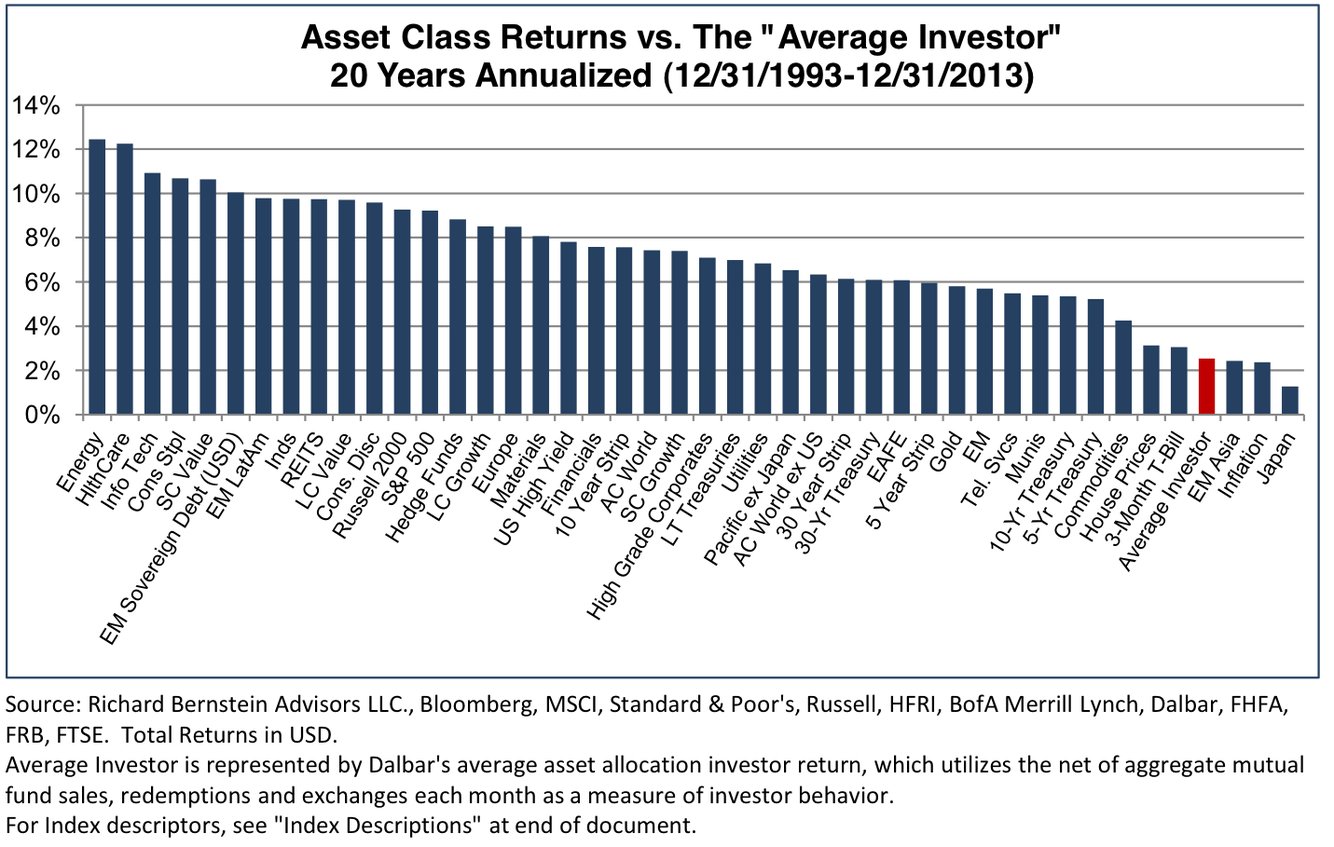 Asset Class Returns vs. The "Average Investor"
20 Years Annualized (12/31/1993-12/31/2013)
14%
12%
10%
8%
6%
4%
2%
0%
Energy
HlthCare
Info Tech
Cons Stpl
SC Value
EM Sovereign Debt (USD)
EM LatAm
Inds
REITS
LC Value
Cons. Disc
Russell 2000
S&P 500
Hedge Funds
LC Growth
Europe
Materials
US High Yield
Financials
10 Year Strip
AC World
SC Growth
High Grade Corporates
LT Treasuries
Utilities
Pacific ex Japan
AC World ex US
30 Year Strip
30-Yr Treasury
EAFE
5 Year Strip
Gold
EM
Tel. Svcs
Munis
10-Yr Treasury
5-Yr Treasury
Commodities
House Prices
3-Month T-Bill
Average Investor
EM Asia
Inflation
Japan
Source: Richard Bernstein Advisors LLC., Bloomberg, MSCI, Standard & Poor's, Russell, HFRI, BofA Merrill Lynch, Dalbar, FHFA,
FRB, FTSE.  Total Returns in USD.
Average Investor is represented by Dalbar's average asset allocation investor return, which utilizes the net of aggregate mutual
fund sales, redemptions and exchanges each month as a measure of investor behavior.
For Index descriptors, see "Index Descriptions" at end of document.